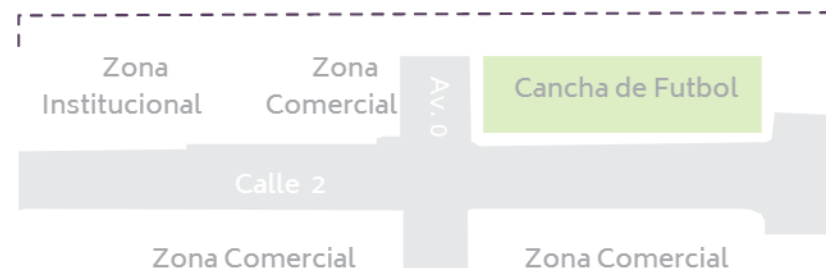 Zona
Institucional
Zona
Comercial
Av. 0
Cancha de Futbol
Calle 2
Zona Comercial
Zona Comercial